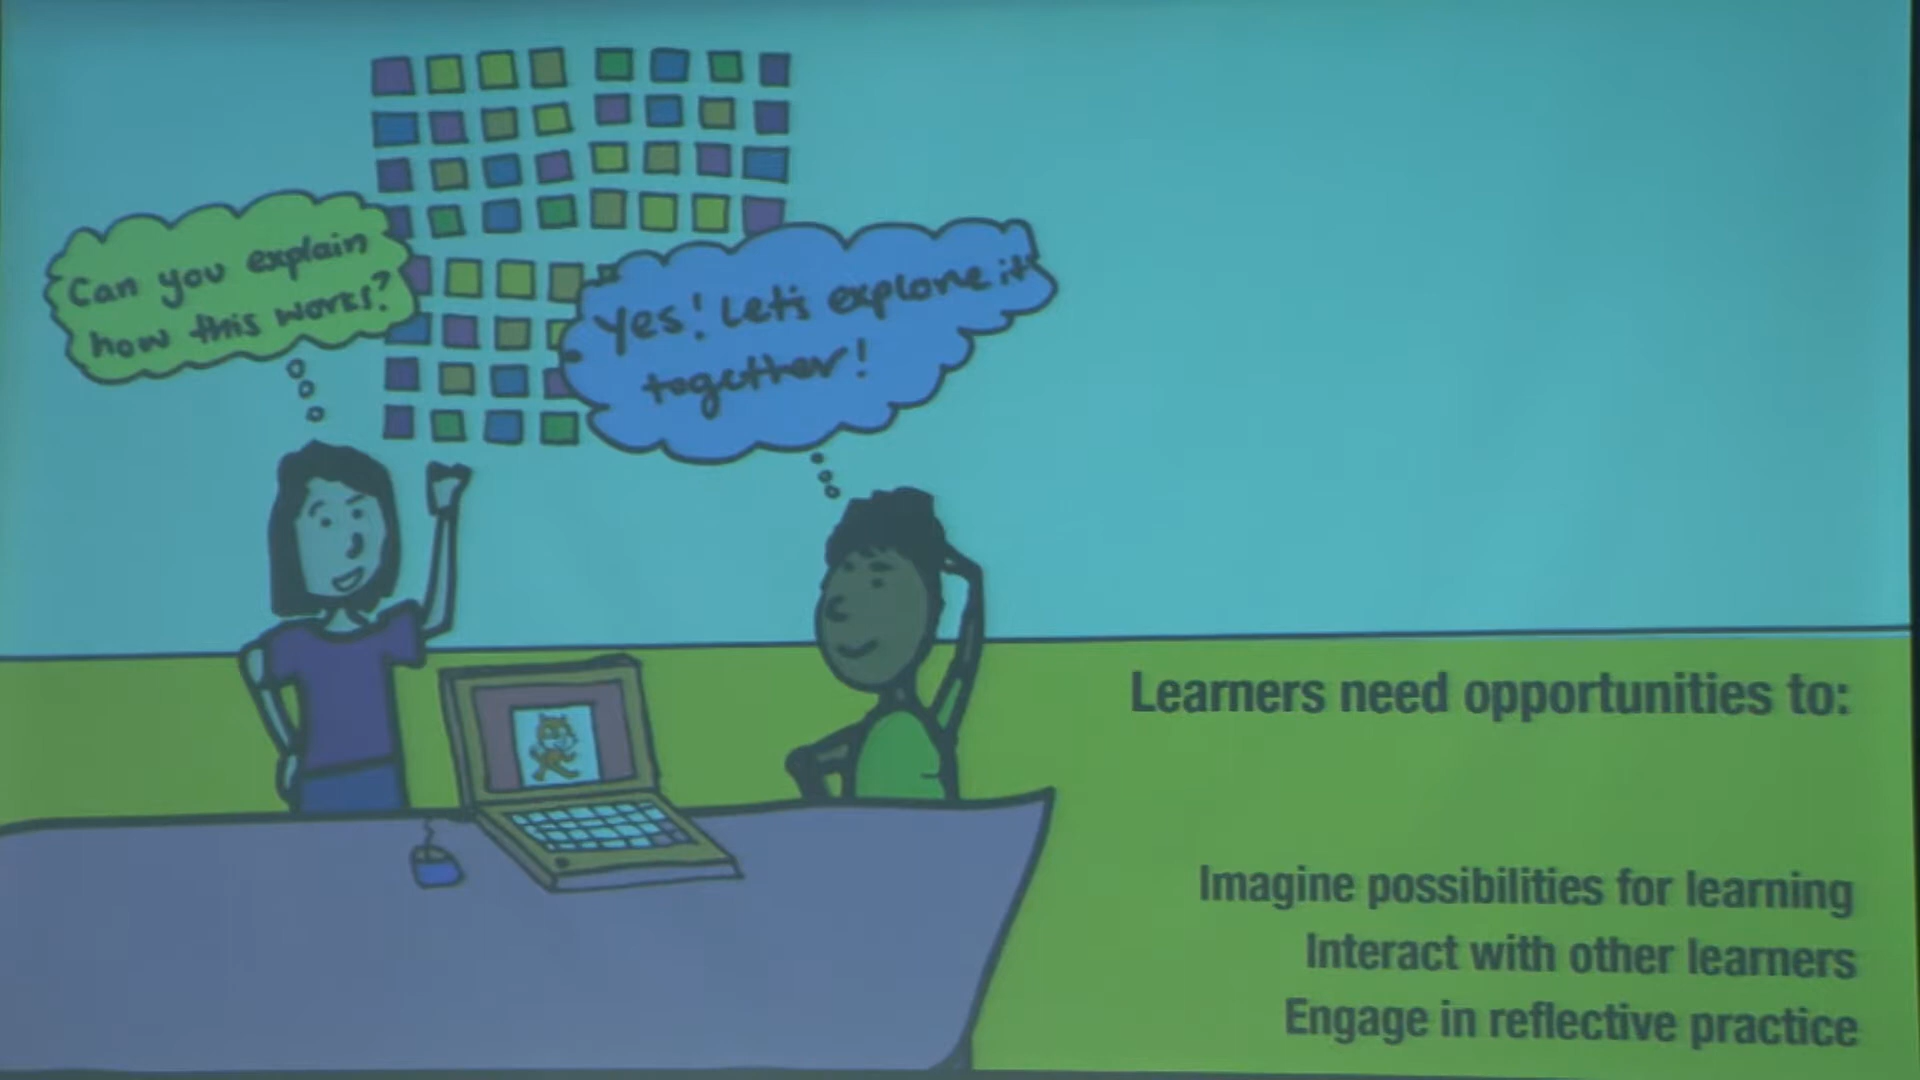 Can you explain
how this works?
Yes! Let's explore it
together!
Learners need opportunities to:
Imagine possibilities for learning
Interact with other learners
Engage in reflective practice